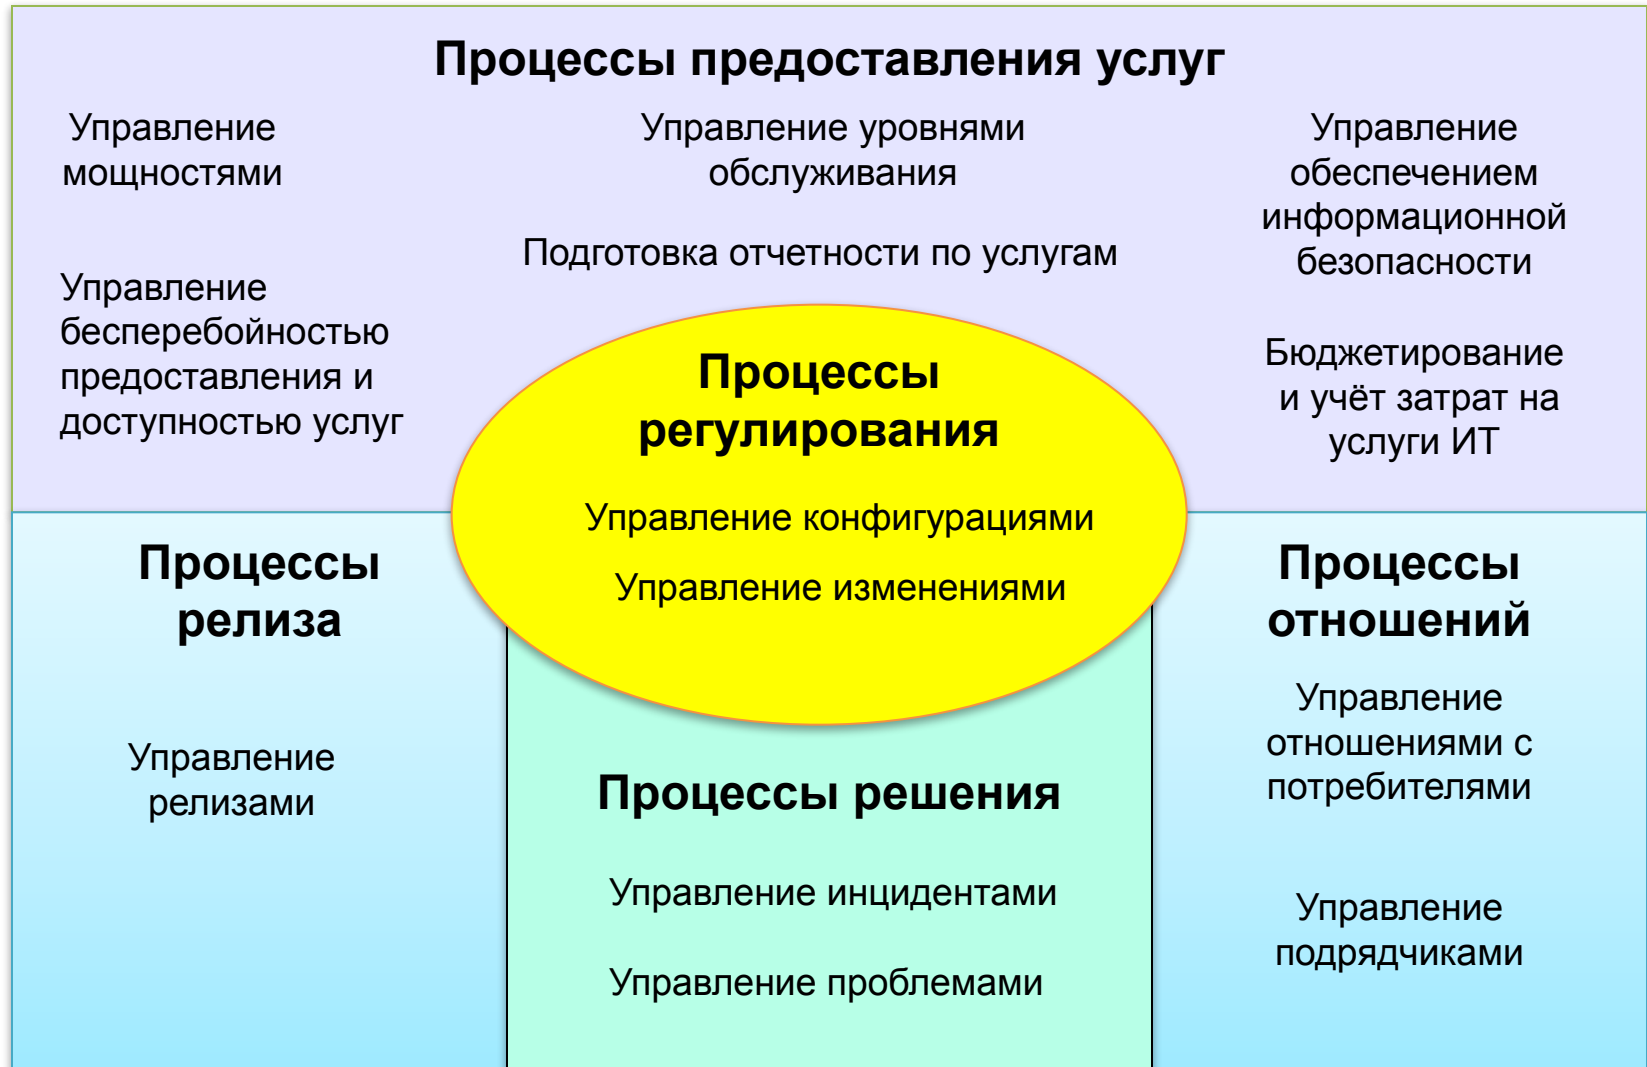 Процессы предоставления услуг
Управление
мощностями
Управление уровнями
обслуживания
Управление
обеспечением
информационной
безопасности
Подготовка отчетности по услугам
Управление
бесперебойностью
предоставления и
доступностью услуг
Бюджетирование
и учёт затрат на
услуги ИТ
Процессы
регулирования
Управление конфигурациями
Управление изменениями
Процессы
релиза
Управление
релизами
Процессы решения
Управление инцидентами
Управление проблемами
Процессы
отношений
Управление
отношениями с
потребителями
Управление
подрядчиками